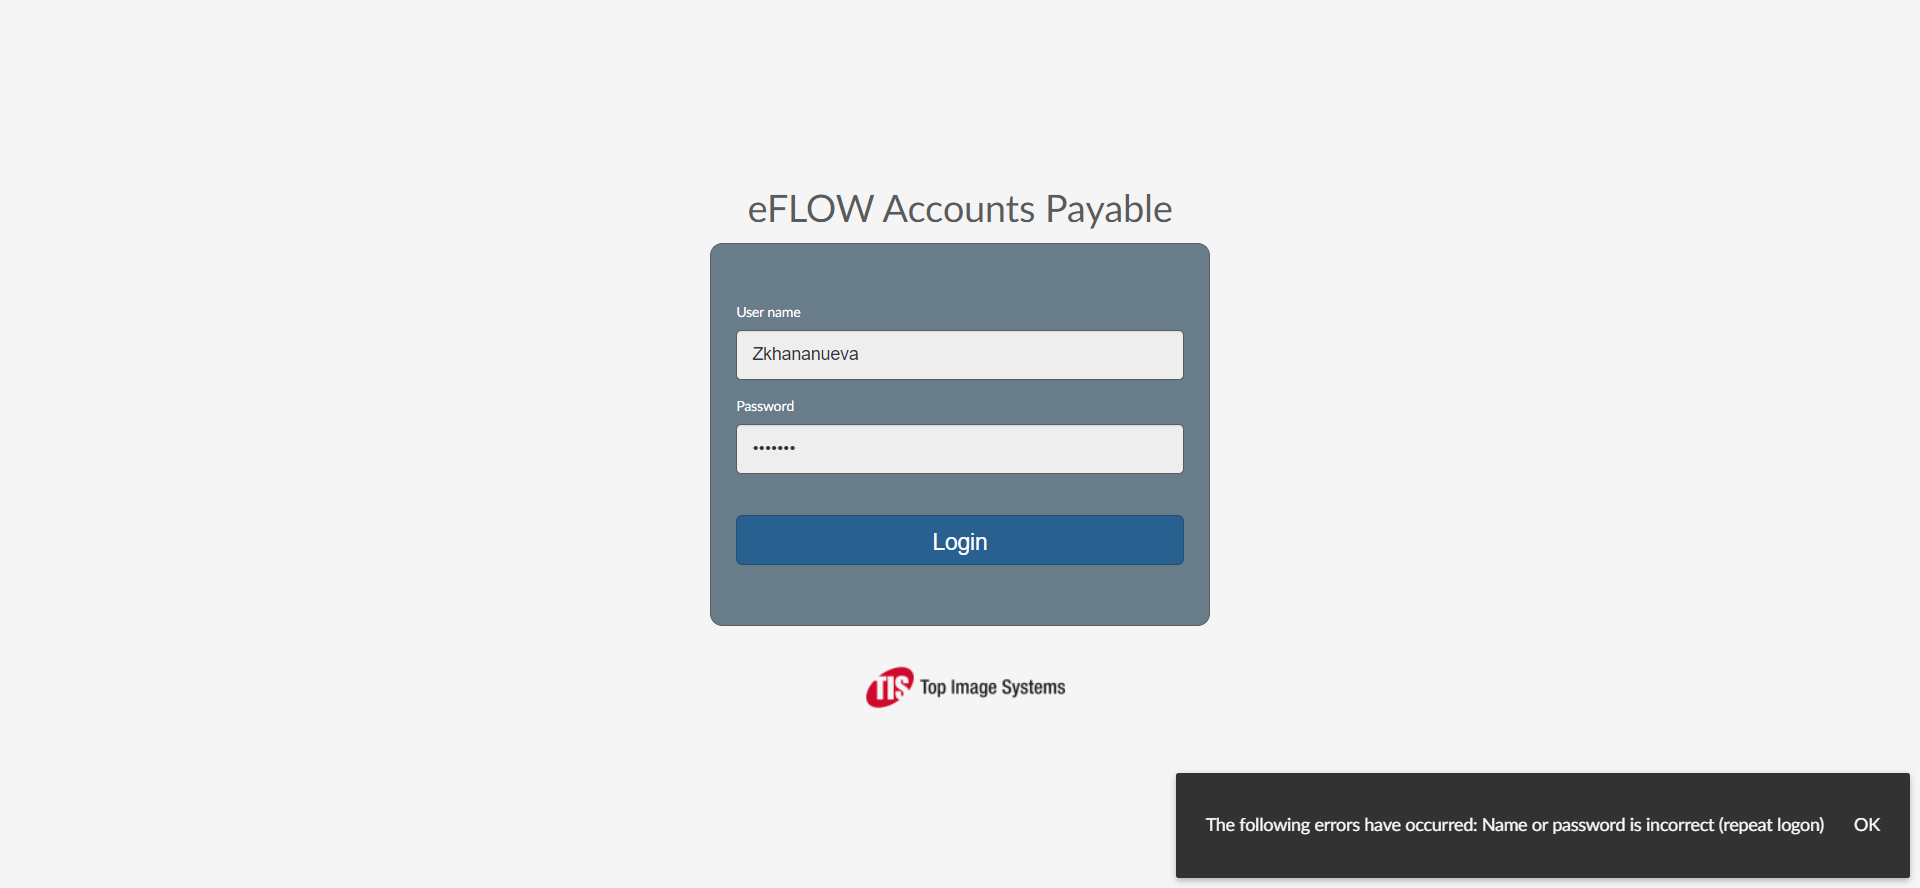 eFLOW Accounts Payable
User name
Zkhananueva
Password
•••••••
Login
TIS Top Image Systems
The following errors have occurred: Name or password is incorrect (repeat logon) OK